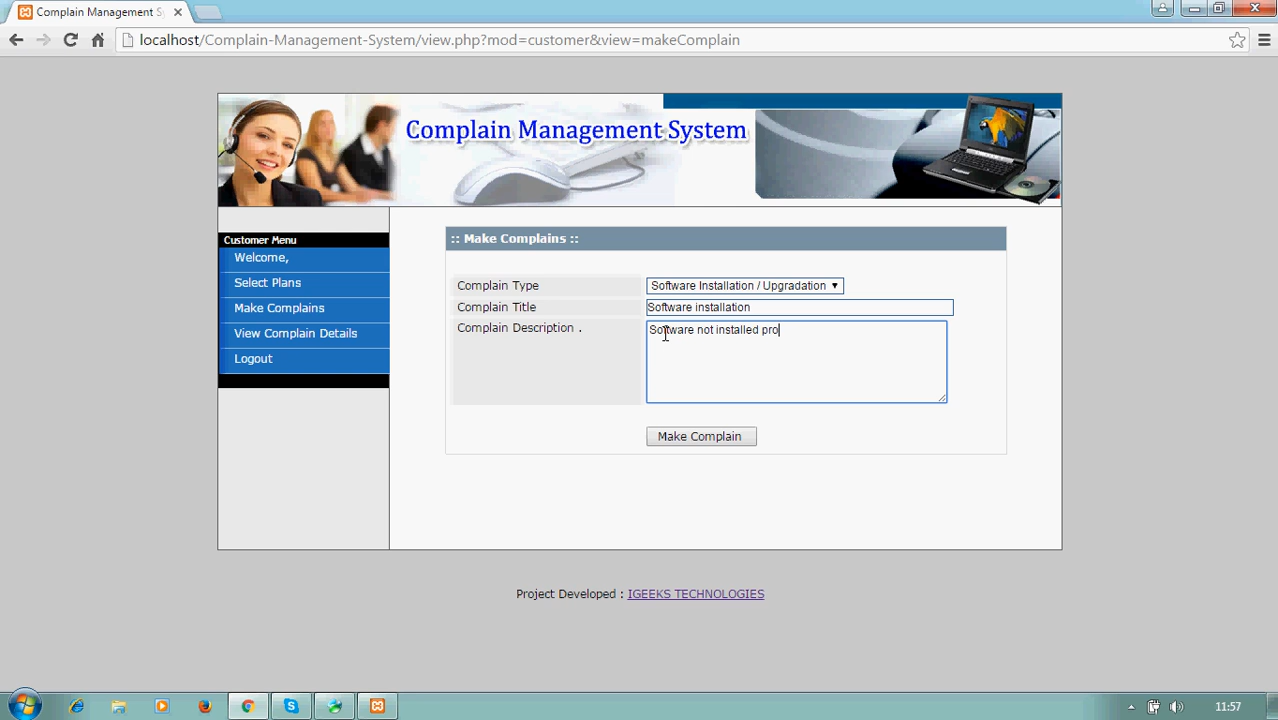 Complain Management S
localhost/Complain-Management-System/view.php?mod=customer&view=makeComplain
Complain Management System
Customer Menu
Welcome,
Select Plans
Make Complains
View Complain Details
Logout
:: Make Complains ::
Complain Type
Software Installation / Upgradation
Complain Title
Software installation
Complain Description .
Software not installed pro
Make Complain
Project Developed : IGEEKS TECHNOLOGIES
11:57